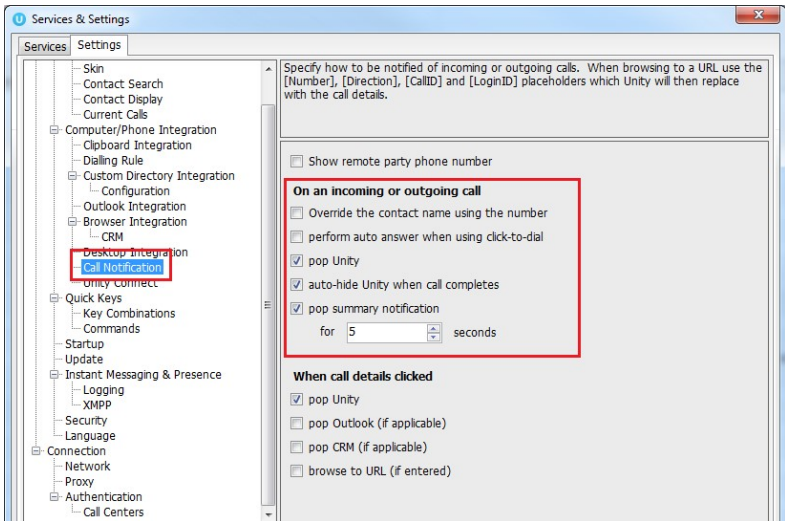 Services & Settings
Services
Settings
Skin
Contact Search
Contact Display
Current Calls
Computer/Phone Integration
Clipboard Integration
Dialling Rule
Custom Directory Integration
Configuration
Outlook Integration
Browser Integration
CRM
Desktop Integration
Call Notification
Unity Connect
Quick Keys
Key Combinations
Commands
Startup
Update
Instant Messaging & Presence
Logging
XMPP
Security
Language
Connection
Network
Proxy
Authentication
Call Centers
Specify how to be notified of incoming or outgoing calls. When browsing to a URL use the
[Number], [Direction], [CallID] and [LoginID] placeholders which Unity will then replace
with the call details.
Show remote party phone number
On an incoming or outgoing call
Override the contact name using the number
perform auto answer when using click-to-dial
pop Unity
auto-hide Unity when call completes
pop summary notification
for 5 seconds
When call details clicked
pop Unity
pop Outlook (if applicable)
pop CRM (if applicable)
browse to URL (if entered)